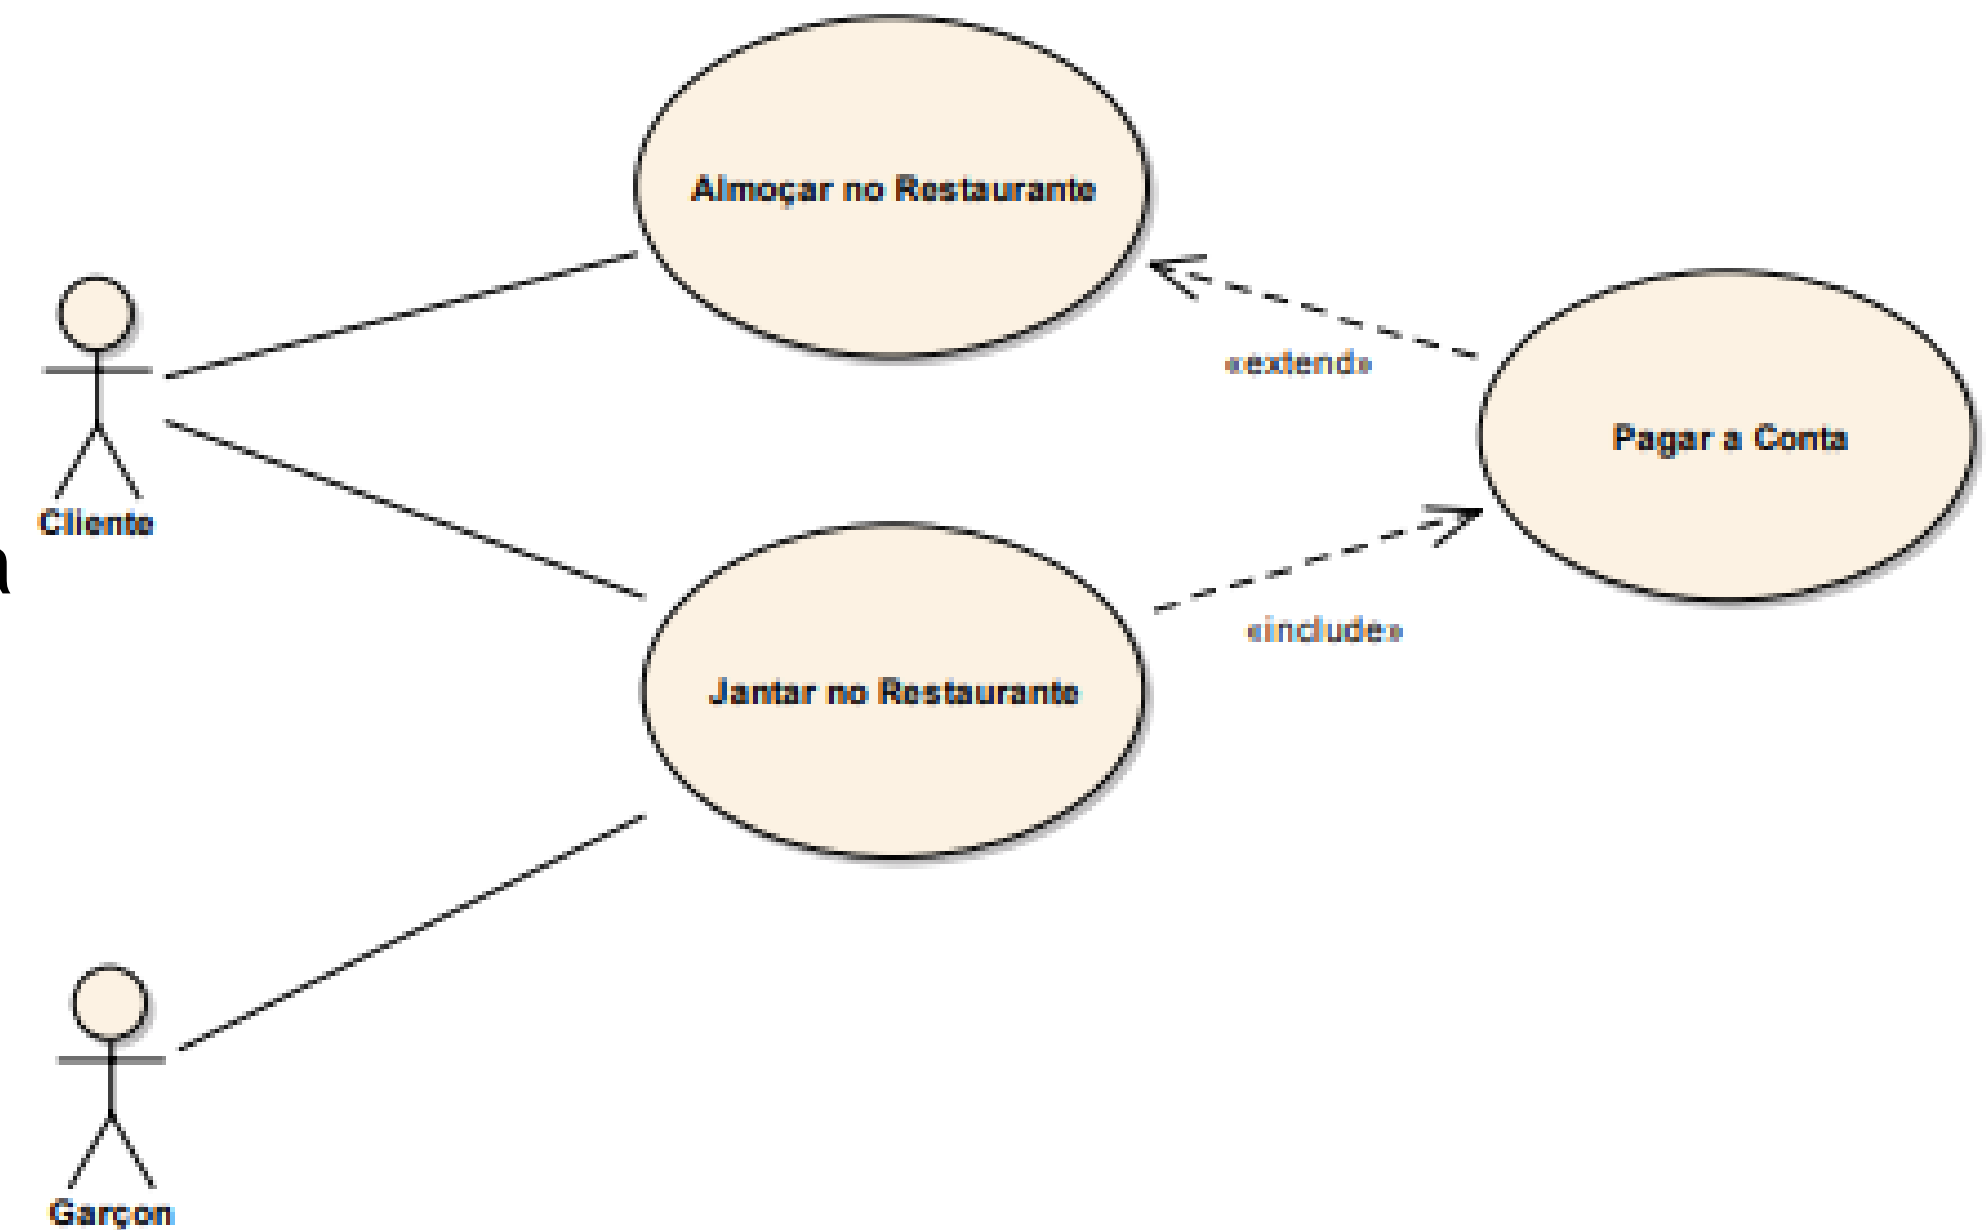 Almoçar no Restaurante
«extend»
Pagar a Conta
Cliente
a
«include»
Jantar no Restaurante
Garçon